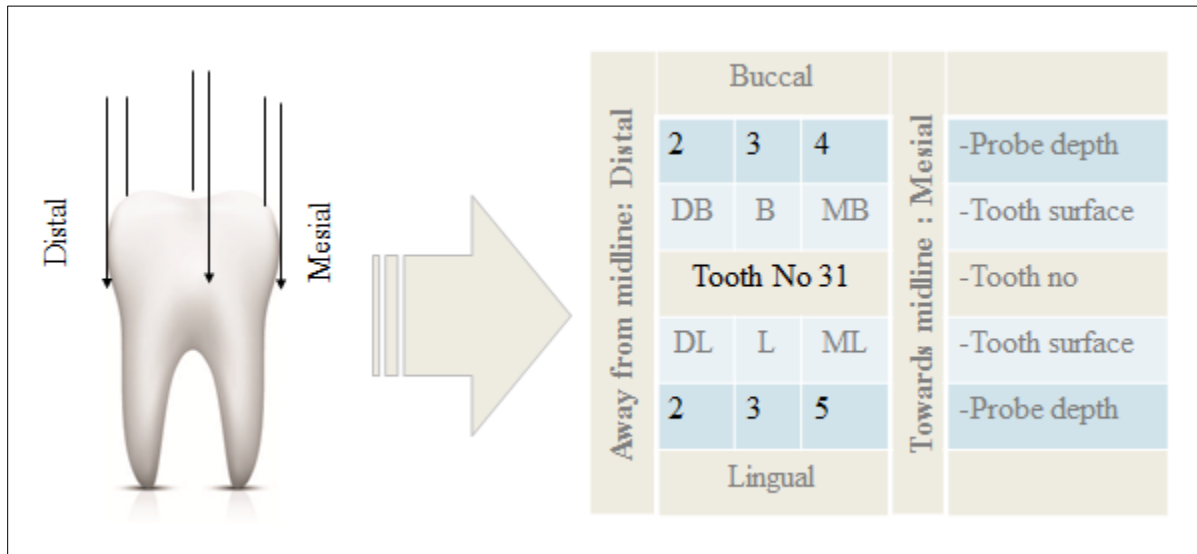 Distal
Mesial
Away from midline: Distal
Buccal
2 3 4
DB B MB
Tooth No 31
DL L ML
2 3 5
Lingual
Towards midline : Mesial
-Probe depth
-Tooth surface
-Tooth no
-Tooth surface
-Probe depth